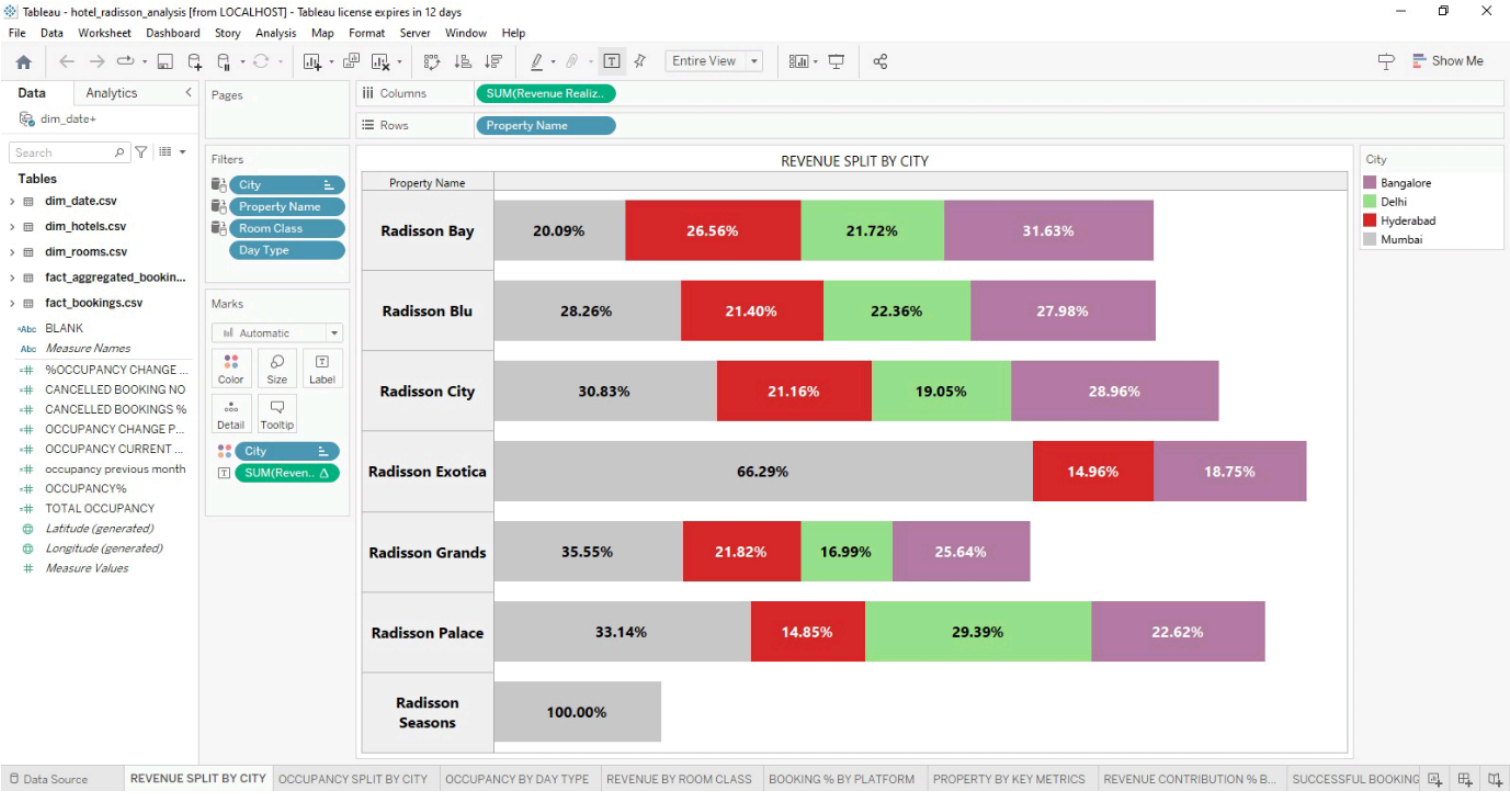 Tableau - hotel_radisson_analysis [from LOCALHOST] - Tableau license expires in 12 days
File Data Worksheet Dashboard Story Analysis Map Format Server Window Help
Entire View
Show Me
Data Analytics
dim_date+
Search
Tables
dim_date.csv
dim_hotels.csv
dim_rooms.csv
fact_aggregated_bookin...
fact_bookings.csv
Abc BLANK
Abc Measure Names
=# %OCCUPANCY CHANGE ...
=# CANCELLED BOOKING NO
=# CANCELLED BOOKINGS %
=# OCCUPANCY CHANGE P...
=# OCCUPANCY CURRENT ...
=# occupancy previous month
=# OCCUPANCY%
=# TOTAL OCCUPANCY
Latitude (generated)
Longitude (generated)
# Measure Values
Pages
Filters
City
Property Name
Room Class
Day Type
Marks
Automatic
Color Size Label
Detail Tooltip
City
SUM(Reven.. Δ
Columns SUM(Revenue Realiz..
Rows Property Name
REVENUE SPLIT BY CITY
Property Name
Radisson Bay 20.09% 26.56% 21.72% 31.63%
Radisson Blu 28.26% 21.40% 22.36% 27.98%
Radisson City 30.83% 21.16% 19.05% 28.96%
Radisson Exotica 66.29% 14.96% 18.75%
Radisson Grands 35.55% 21.82% 16.99% 25.64%
Radisson Palace 33.14% 14.85% 29.39% 22.62%
Radisson
Seasons
100.00%
City
Bangalore
Delhi
Hyderabad
Mumbai
Data Source REVENUE SPLIT BY CITY OCCUPANCY SPLIT BY CITY OCCUPANCY BY DAY TYPE REVENUE BY ROOM CLASS BOOKING % BY PLATFORM PROPERTY BY KEY METRICS REVENUE CONTRIBUTION % B... SUCCESSFUL BOOKING